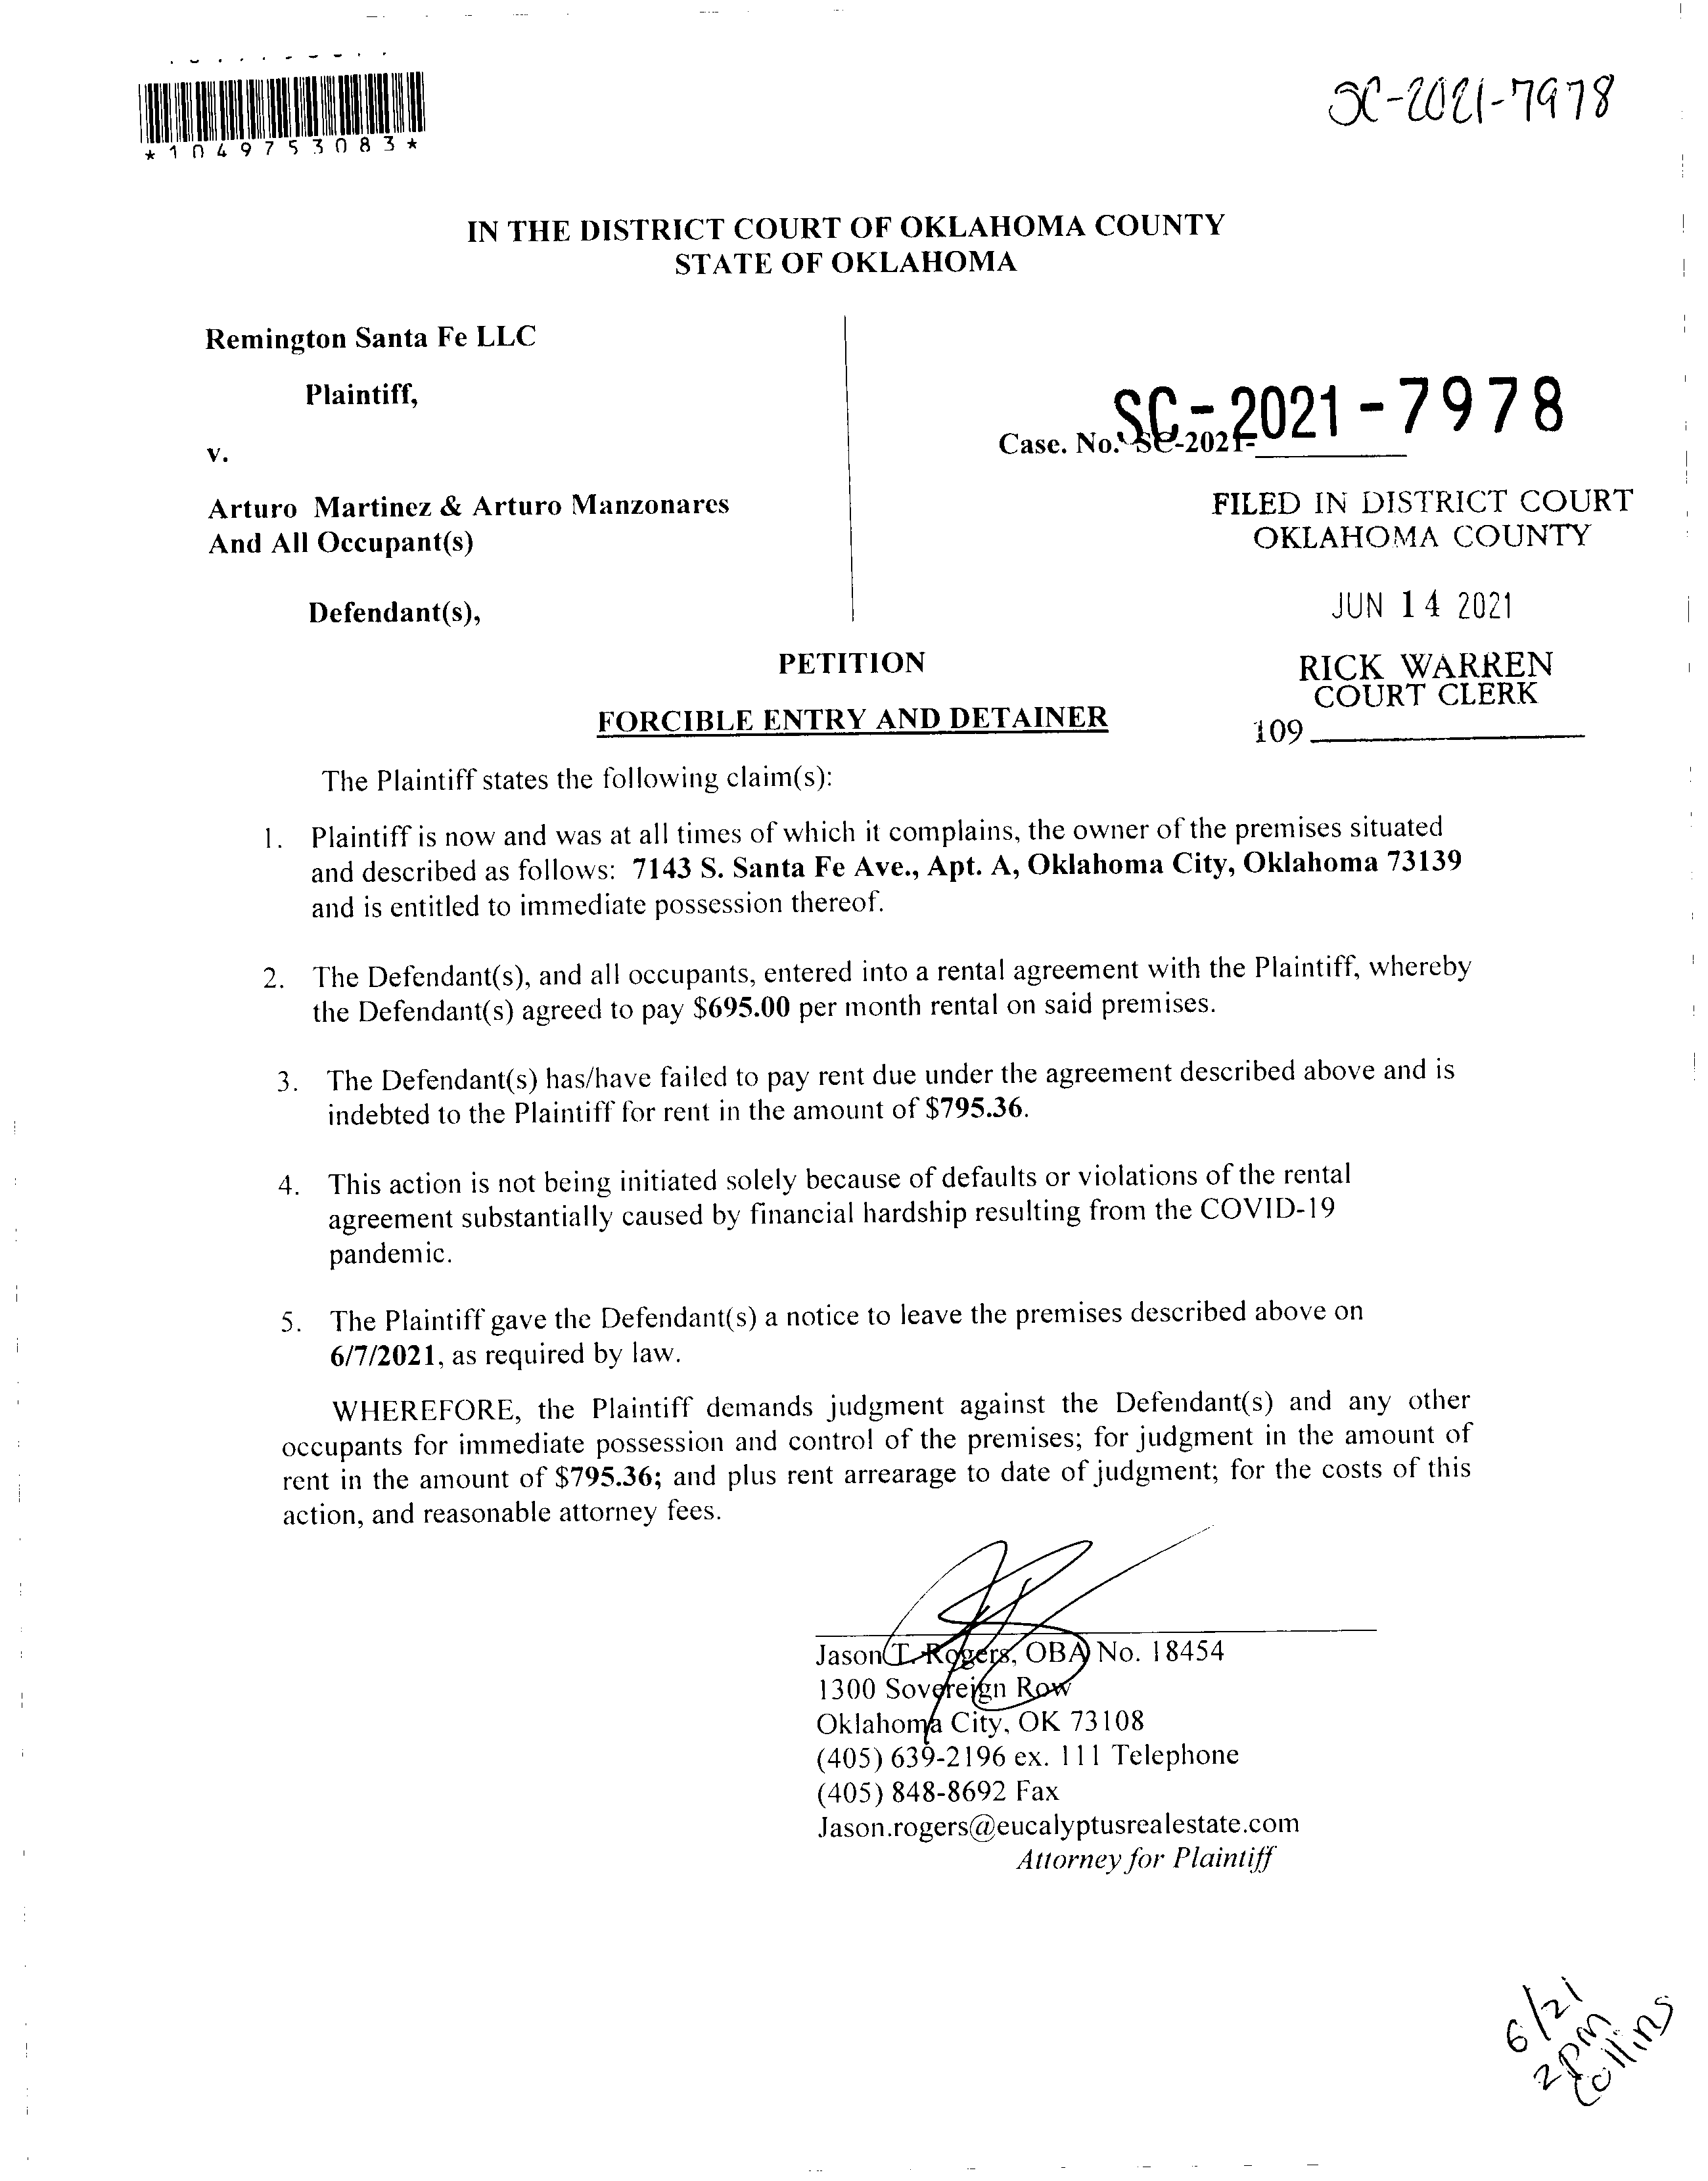 *1049753083*
SC-2021-7978
IN THE DISTRICT COURT OF OKLAHOMA COUNTY
STATE OF OKLAHOMA
Remington Santa Fe LLC
Plaintiff,
v.
Arturo Martinez & Arturo Manzonares
And All Occupant(s)
Defendant(s),
SC-2021-7978
Case. No. SC-2021-
FILED IN DISTRICT COURT
OKLAHOMA COUNTY
JUN 14 2021
RICK WARREN
COURT CLERK
109
PETITION
FORCIBLE ENTRY AND DETAINER
The Plaintiff states the following claim(s):
1. Plaintiff is now and was at all times of which it complains, the owner of the premises situated
and described as follows: 7143 S. Santa Fe Ave., Apt. A, Oklahoma City, Oklahoma 73139
and is entitled to immediate possession thereof.
2. The Defendant(s), and all occupants, entered into a rental agreement with the Plaintiff, whereby
the Defendant(s) agreed to pay $695.00 per month rental on said premises.
3. The Defendant(s) has/have failed to pay rent due under the agreement described above and is
indebted to the Plaintiff for rent in the amount of $795.36.
4. This action is not being initiated solely because of defaults or violations of the rental
agreement substantially caused by financial hardship resulting from the COVID-19
pandemic.
5. The Plaintiff gave the Defendant(s) a notice to leave the premises described above on
6/7/2021, as required by law.
WHEREFORE, the Plaintiff demands judgment against the Defendant(s) and any other
occupants for immediate possession and control of the premises; for judgment in the amount of
rent in the amount of $795.36; and plus rent arrearage to date of judgment; for the costs of this
action, and reasonable attorney fees.
Jason T. Rogers, OBA No. 18454
1300 Sovereign Row
Oklahoma City, OK 73108
(405) 639-2196 ex. 111 Telephone
(405) 848-8692 Fax
Jason.rogers@eucalyptusrealestate.com
Attorney for Plaintiff
6/21
2pm
Collins